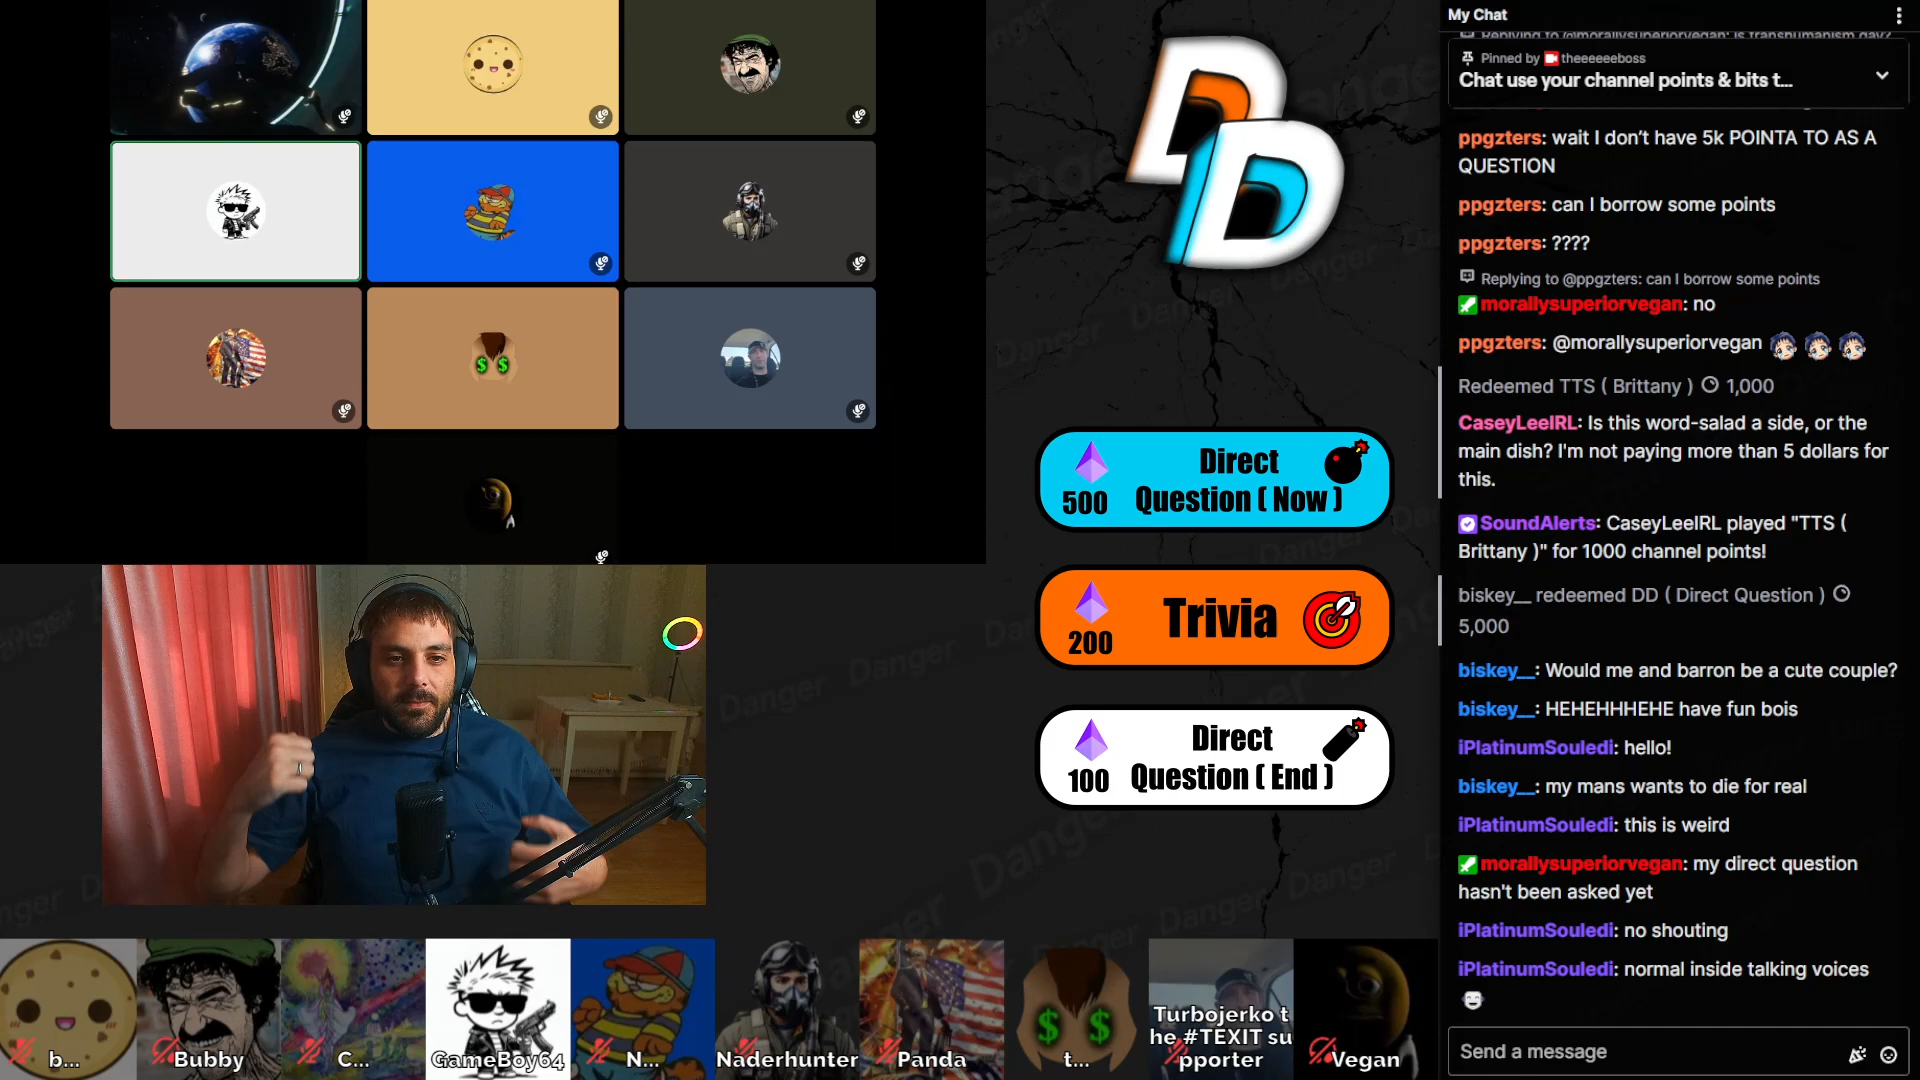 My Chat
Replying to @morallysuperiorvegan: is transhumanism gay?
Pinned by theeeeeeboss
Chat use your channel points & bits t...
ppgzters: wait I don't have 5k POINTA TO AS A
QUESTION
ppgzters: can I borrow some points
ppgzters: ????
Replying to @ppgzters: can I borrow some points
morallysuperiorvegan: no
ppgzters: @morallysuperiorvegan
Redeemed TTS ( Brittany ) 1,000
CaseyLeeIRL: Is this word-salad a side, or the
main dish? I'm not paying more than 5 dollars for
this.
SoundAlerts: CaseyLeeIRL played "TTS (
Brittany )" for 1000 channel points!
biskey__ redeemed DD ( Direct Question )
5,000
biskey__: Would me and barron be a cute couple?
biskey__: HEHEHHHEHE have fun bois
iPlatinumSouledi: hello!
biskey__: my mans wants to die for real
iPlatinumSouledi: this is weird
morallysuperiorvegan: my direct question
hasn't been asked yet
iPlatinumSouledi: no shouting
iPlatinumSouledi: normal inside talking voices
Send a message
DD
500 Direct
Question ( Now )
200 Trivia
100 Direct
Question ( End )
b...
Bubby
C...
GameBoy64
N...
Naderhunter
Panda
t...
Turbojerko t
he #TEXIT su
pporter
Vegan